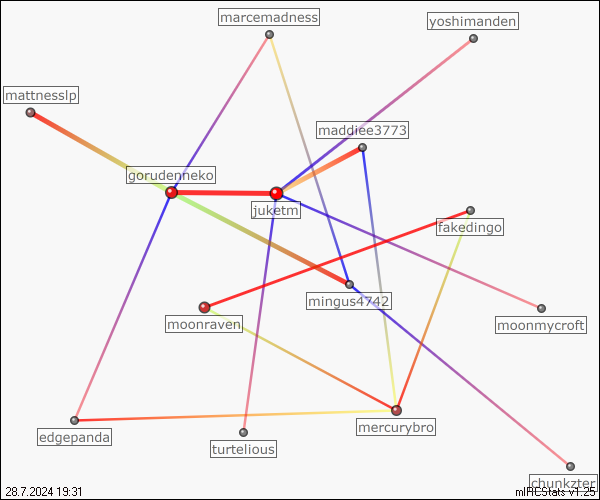 marcemadness
yoshimanden
mattnesslp
maddiee3773
gorudenneko
juketm
fakedingo
mingus4742
moonraven
moonmycroft
mercurybro
edgepanda
turtelious
chunkzter
28.7.2024 19:31
mIRCStats v1.25